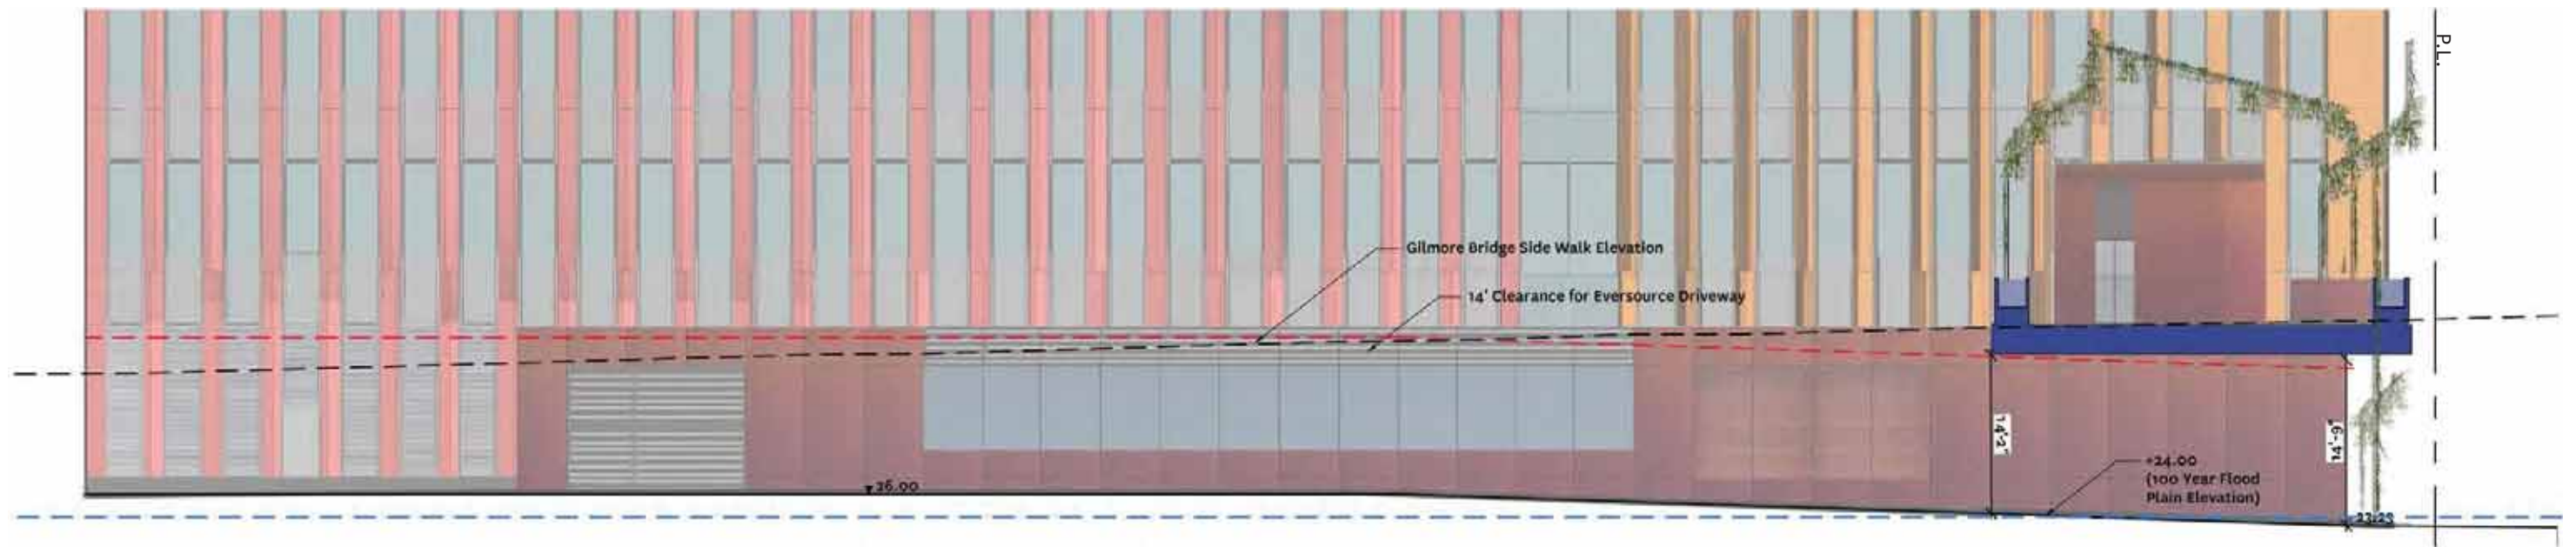 P.L.
Gilmore Bridge Side Walk Elevation
14' Clearance for Eversource Driveway
14'-2"
14'-9"
+24.00
(100 Year Flood
Plain Elevation)
26.00
23.23